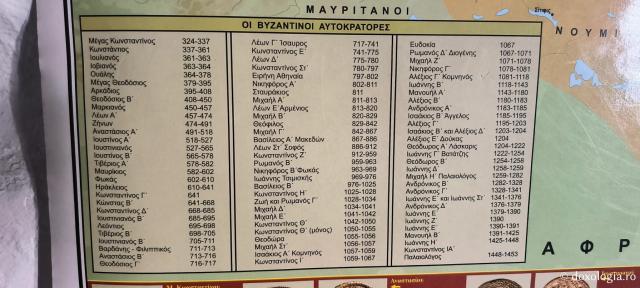 ΜΑΥΡΙΤΑΝΟΙ
ΝΟΥΜΙ
ΟΙ ΒΥΖΑΝΤΙΝΟΙ ΑΥΤΟΚΡΑΤΟΡΕΣ
Μέγας Κωνσταντίνος 324-337
Κωνστάντιος 337-361
Ιουλιανός 361-363
Ιοβιανός 363-364
Ουάλης 364-378
Μέγας Θεοδόσιος 379-395
Αρκάδιος 395-408
Θεοδόσιος Β΄ 408-450
Μαρκιανός 450-457
Λέων Α΄ 457-474
Ζήνων 474-491
Αναστάσιος Α΄ 491-518
Ιουστίνος Α΄ 518-527
Ιουστινιανός 527-565
Ιουστίνος Β΄ 565-578
Τιβέριος Α΄ 578-582
Μαυρίκιος 582-602
Φωκάς 602-610
Ηράκλειος 610-641
Κωνσταντίνος Γ΄ 641
Κώνστας Β΄ 641-668
Κωνσταντίνος Δ΄ 668-685
Ιουστινιανός Β΄ 685-695
Λεόντιος 695-698
Τιβέριος Β΄ 698-705
Ιουστινιανός Β΄ 705-711
Βαρδάνης - Φιλιππικός 711-713
Αναστάσιος Β΄ 713-716
Θεοδόσιος Γ΄ 716-717
Λέων Γ΄ Ίσαυρος 717-741
Κωνσταντίνος Ε΄ 741-775
Λέων Δ΄ 775-780
Κωνσταντίνος Στ΄ 780-797
Ειρήνη Αθηναία 797-802
Νικηφόρος Α΄ 802-811
Σταυράκιος 811
Μιχαήλ Α΄ 811-813
Λέων Ε΄ Αρμένιος 813-820
Μιχαήλ Β΄ 820-829
Θεόφιλος 829-842
Μιχαήλ Γ΄ 842-867
Βασίλειος Α΄ Μακεδών 867-886
Λέων Στ΄ Σοφός 886-912
Κωνσταντίνος Ζ΄ 912-959
Ρωμανός 959-963
Νικηφόρος Β΄ Φωκάς 963-969
Ιωάννης Τσιμισκής 969-976
Βασίλειος Β΄ 976-1025
Κωνσταντίνος Η΄ 1025-1028
Ζωή και Ρωμανός Γ΄ 1028-1034
Μιχαήλ Δ΄ 1034-1041
Μιχαήλ Ε΄ 1041-1042
Κωνσταντίνος Θ΄ 1042-1050
Κωνσταντίνος Θ΄ (μόνος) 1050-1055
Θεοδώρα 1055-1056
Μιχαήλ Στ΄ 1056-1057
Ισαάκιος Α΄ Κομνηνός 1057-1059
Κωνσταντίνος Ι΄ 1059-1067
Ευδοκία 1067
Ρωμανός Δ΄ Διογένης 1067-1071
Μιχαήλ Ζ΄ 1071-1078
Νικηφόρος Γ΄ 1078-1081
Αλέξιος Γ΄ Κομνηνός 1081-1118
Ιωάννης Β΄ 1118-1143
Μανουήλ Α΄ 1143-1180
Αλέξιος Β΄ 1180-1183
Ανδρόνικος Α΄ 1183-1185
Ισαάκιος Β΄ Άγγελος 1185-1195
Αλέξιος Γ΄ 1195-1203
Ισαάκιος Β΄ και Αλέξιος Δ΄ 1203-1204
Αλέξιος Ε΄ Δούκας 1204
Θεόδωρος Α΄ Λάσκαρις 1204-1222
Ιωάννης Γ΄ Βατάτζης 1222-1254
Θεόδωρος Β΄ 1254-1258
Ιωάννης Δ΄ 1258-1259
Μιχαήλ Η΄ Παλαιολόγος 1259-1282
Ανδρόνικος Β΄ 1282-1328
Ανδρόνικος Γ΄ 1328-1341
Ιωάννης Ε΄ και Ιωάννης Στ΄ 1341-1376
Ανδρόνικος Δ΄ 1376-1379
Ιωάννης Ε΄ 1379-1390
Ιωάννης Ζ΄ 1390
Ιωάννης Ε΄ 1390-1391
Μανουήλ Β΄ 1391-1425
Ιωάννης Η΄ 1425-1448
Κωνσταντίνος ΙΑ΄
Παλαιολόγος 1448-1453
ΑΦΡ
© doxologia.ro